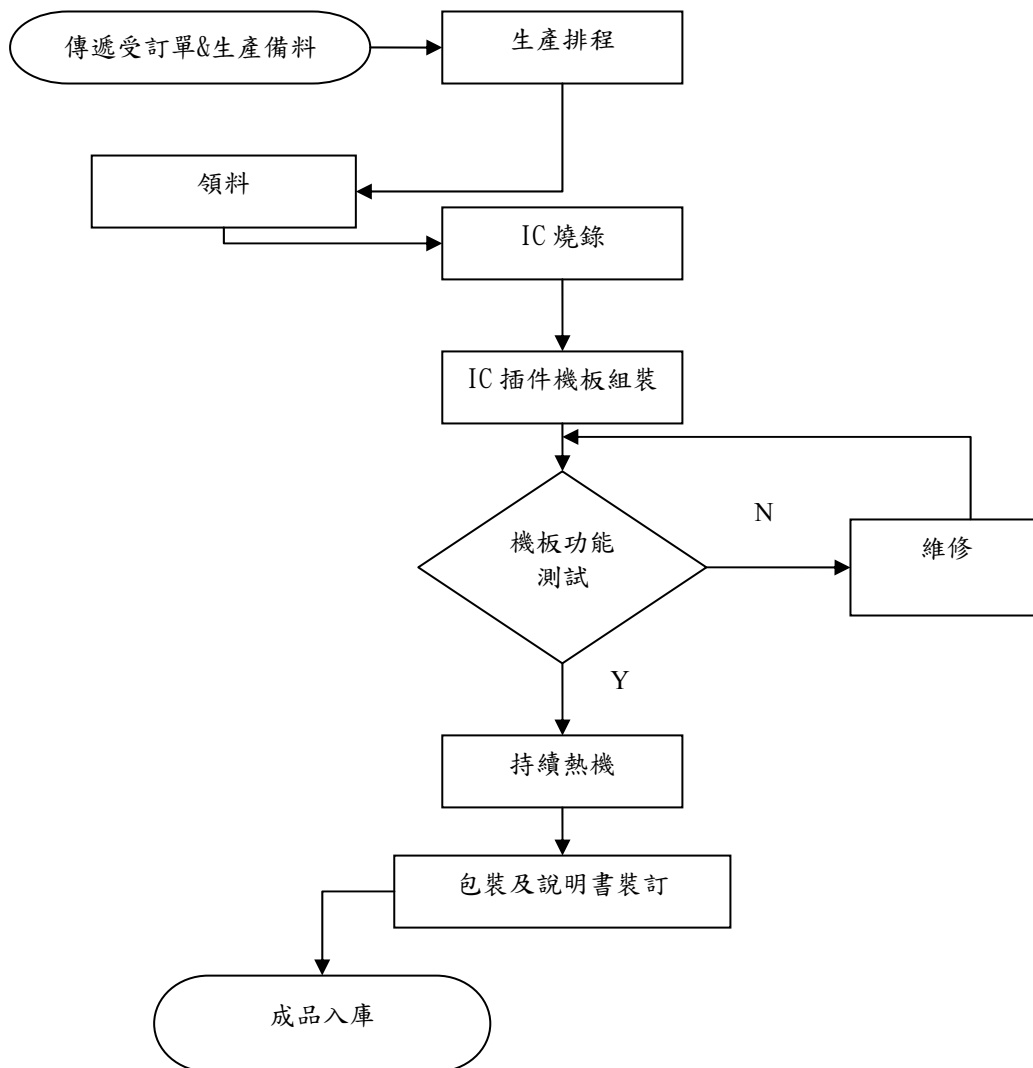 傳遞受訂單&生產備料
生產排程
領料
IC 燒錄
IC 插件機板組裝
機板功能
測試
N
維修
Y
持續熱機
包裝及說明書裝訂
成品入庫